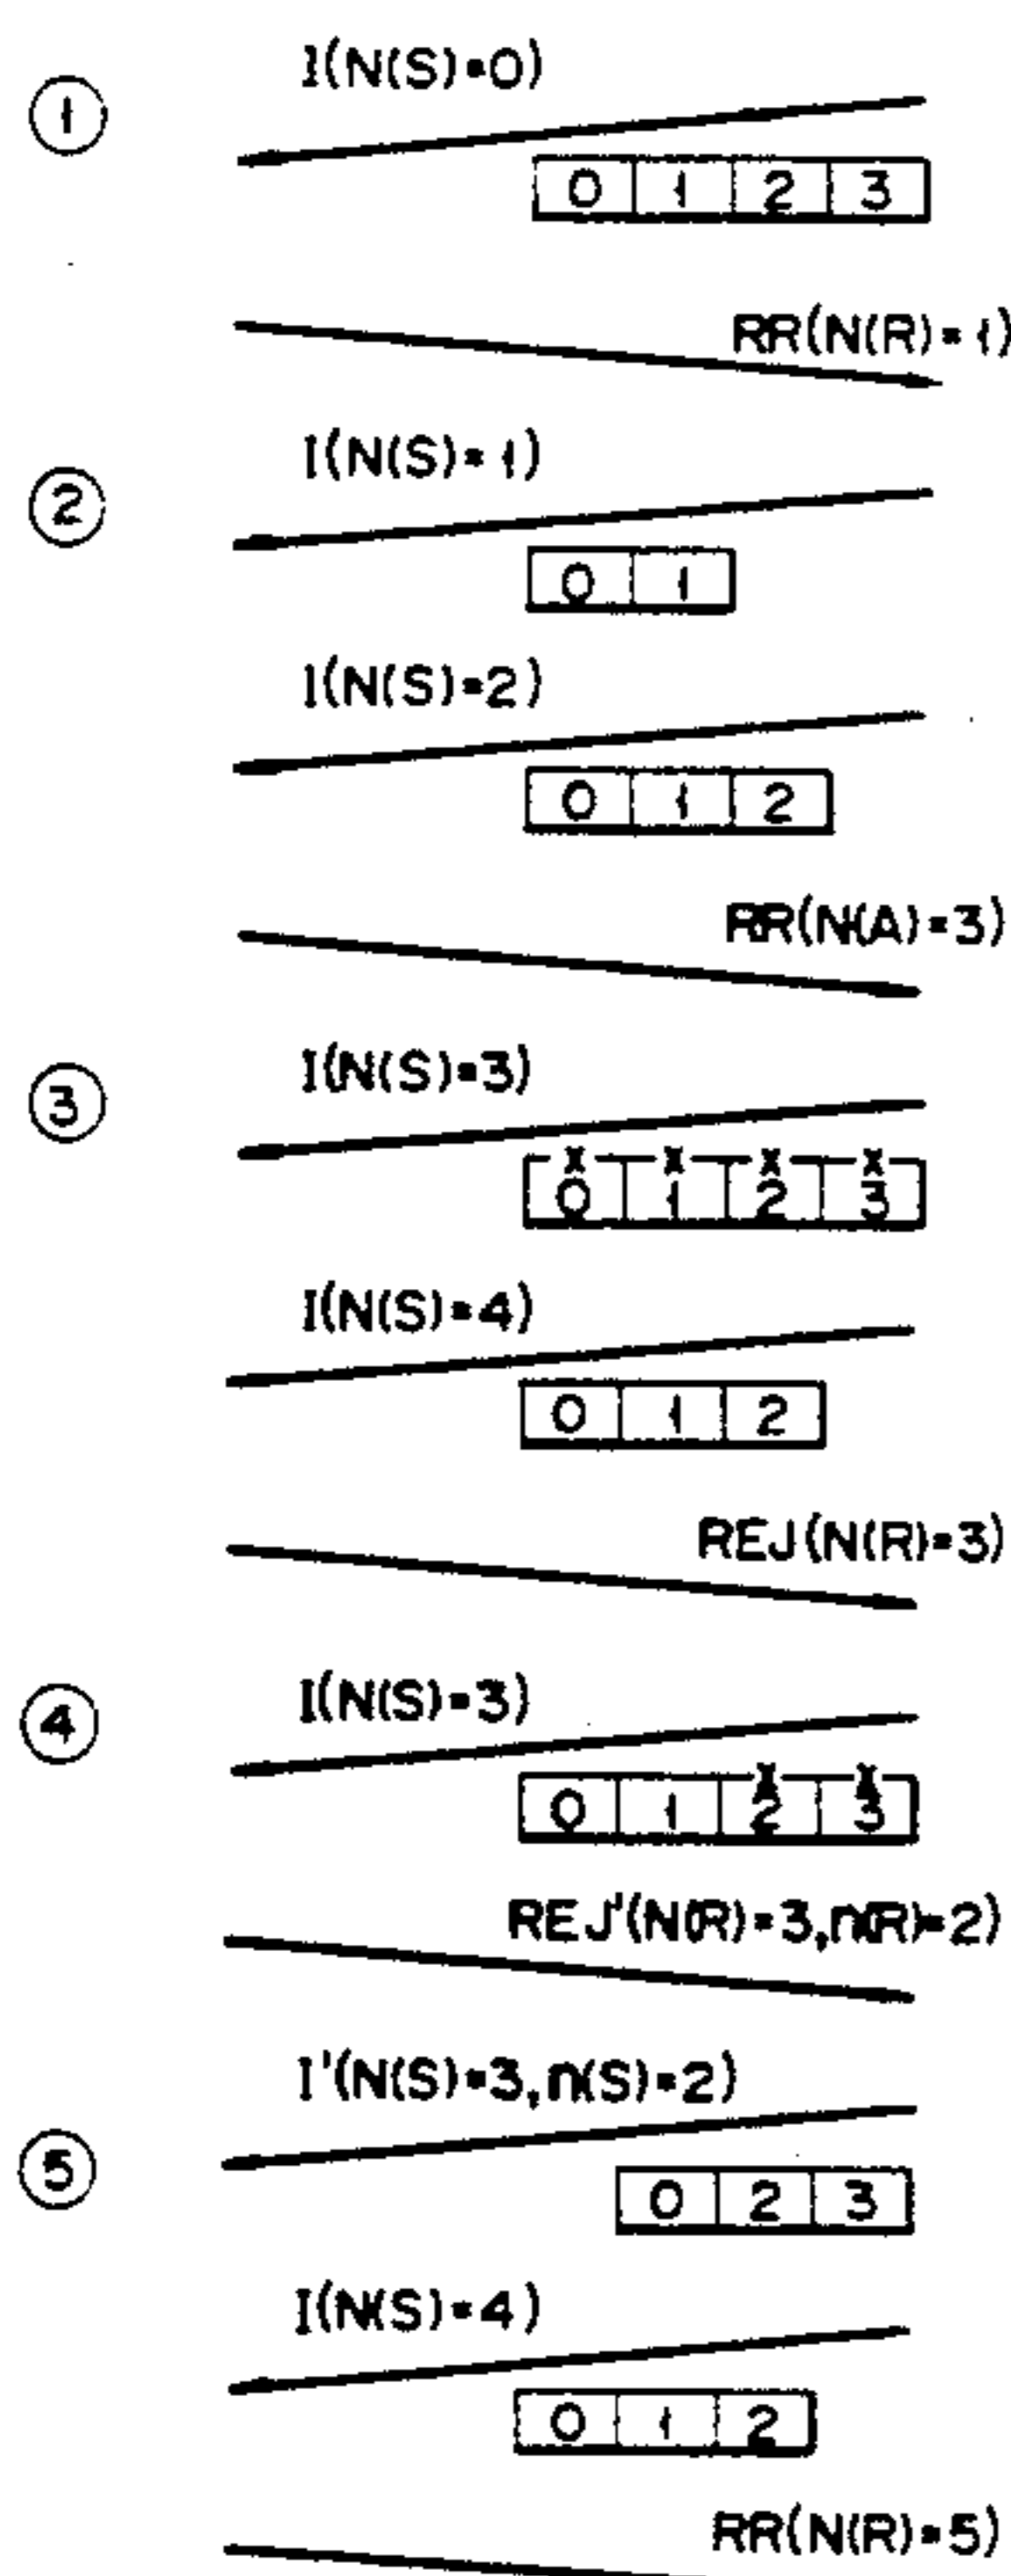 I(N(S)=0)
1
0 1 2 3
RR(N(R)=1)
I(N(S)=1)
2
0 1
I(N(S)=2)
0 1 2
RR(N(A)=3)
I(N(S)=3)
3
x x x x
0 1 2 3
I(N(S)=4)
0 1 2
REJ(N(R)=3)
I(N(S)=3)
4
x x
0 1 2 3
REJ'(N(R)=3,n(R)=2)
I'(N(S)=3,n(S)=2)
5
0 2 3
I(N(S)=4)
0 1 2
RR(N(R)=5)